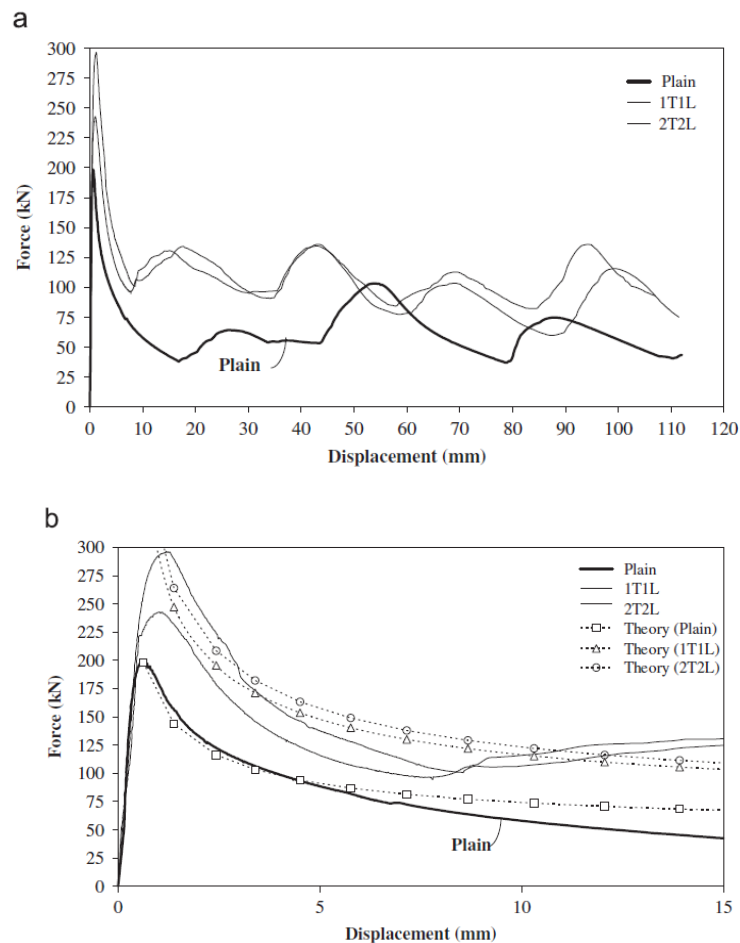 a
300
275
250
225
200
175
150
125
100
75
50
25
0
Force (kN)
Plain
1T1L
2T2L
Plain
0 10 20 30 40 50 60 70 80 90 100 110 120
Displacement (mm)
b
300
275
250
225
200
175
150
125
100
75
50
25
0
Force (kN)
Plain
1T1L
2T2L
Theory (Plain)
Theory (1T1L)
Theory (2T2L)
Plain
0 5 10 15
Displacement (mm)